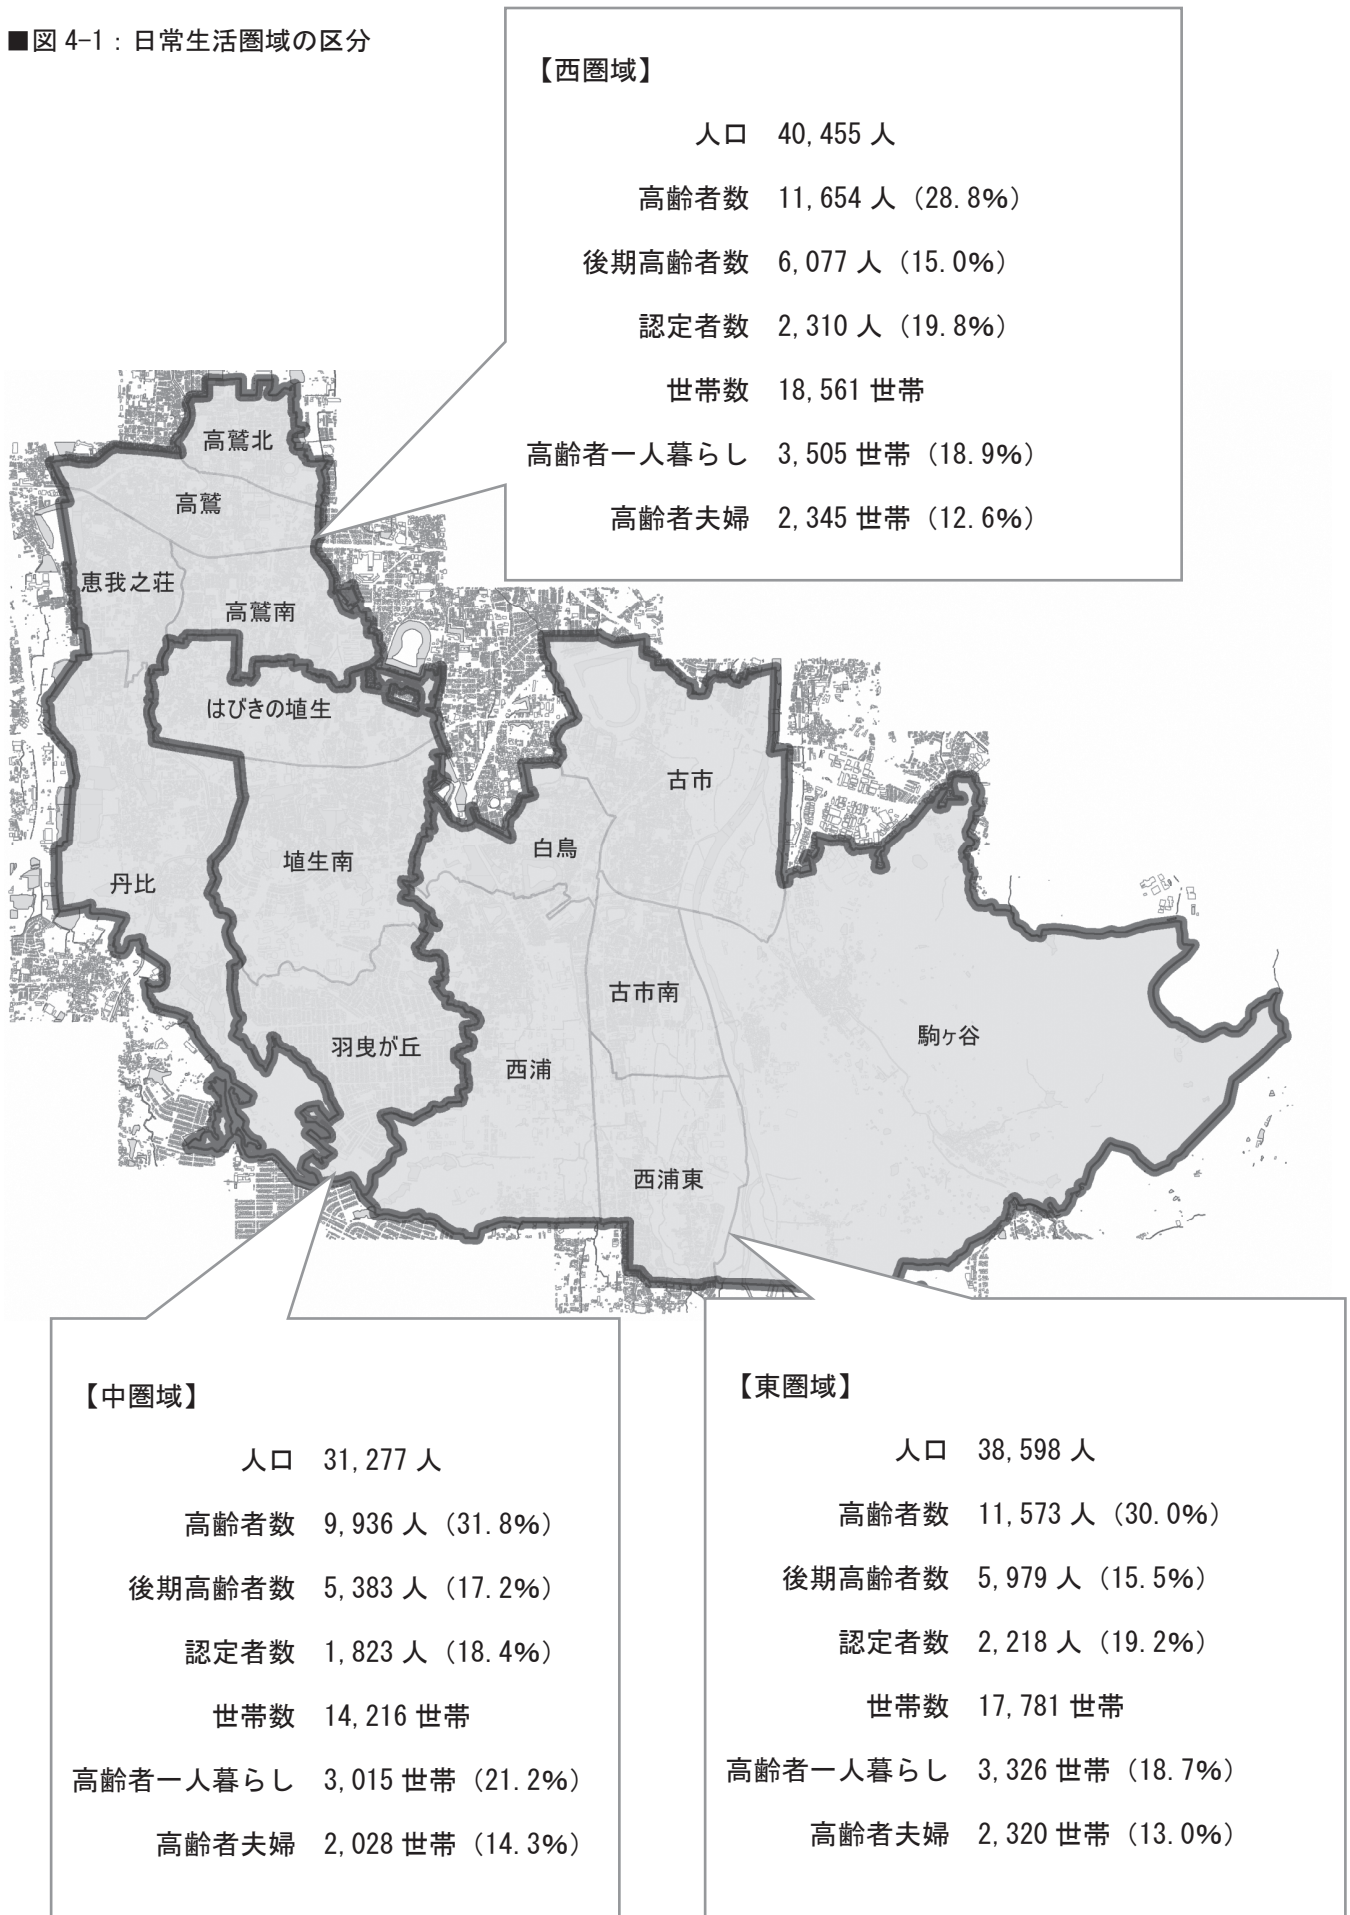 ■図 4-1：日常生活圏域の区分
【西圏域】
人口 40,455 人
高齢者数 11,654 人（28.8%）
後期高齢者数 6,077 人（15.0%）
認定者数 2,310 人（19.8%）
世帯数 18,561 世帯
高齢者一人暮らし 3,505 世帯（18.9%）
高齢者夫婦 2,345 世帯（12.6%）
高鷲北
高鷲
恵我之荘
高鷲南
はびきの埴生
古市
白鳥
埴生南
丹比
古市南
駒ヶ谷
羽曳が丘
西浦
西浦東
【中圏域】
人口 31,277 人
高齢者数 9,936 人（31.8%）
後期高齢者数 5,383 人（17.2%）
認定者数 1,823 人（18.4%）
世帯数 14,216 世帯
高齢者一人暮らし 3,015 世帯（21.2%）
高齢者夫婦 2,028 世帯（14.3%）
【東圏域】
人口 38,598 人
高齢者数 11,573 人（30.0%）
後期高齢者数 5,979 人（15.5%）
認定者数 2,218 人（19.2%）
世帯数 17,781 世帯
高齢者一人暮らし 3,326 世帯（18.7%）
高齢者夫婦 2,320 世帯（13.0%）